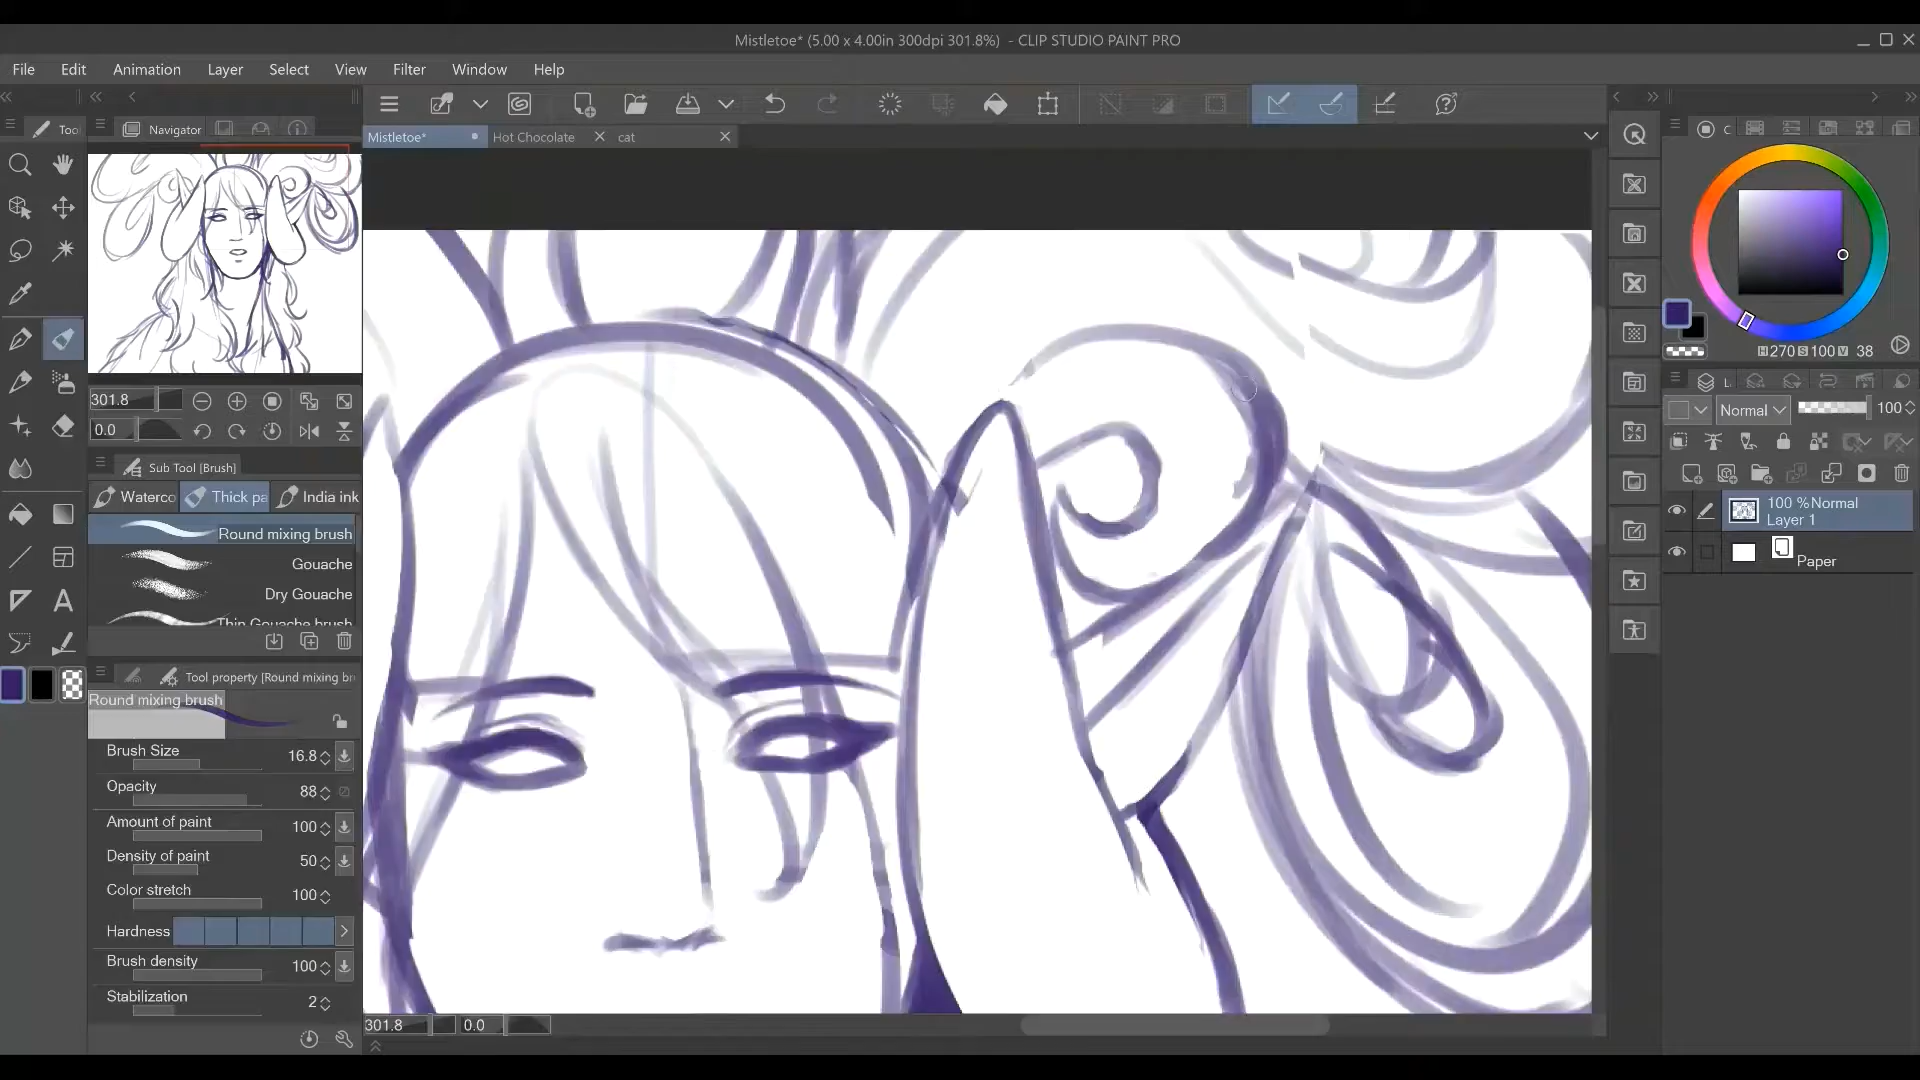 Mistletoe* (5.00 x 4.00in 300dpi 301.8%) - CLIP STUDIO PAINT PRO
File Edit Animation Layer Select View Filter Window Help
Too Navigator
Mistletoe* Hot Chocolate cat
C
H 270 S 100 V 38
301.8
0.0
L
Normal 100
Sub Tool [Brush]
Waterco Thick pa India ink
Round mixing brush
Gouache
Dry Gouache
Thin Gouache brush
100 %Normal
Layer 1
Paper
Tool property [Round mixing br
Round mixing brush
Brush Size 16.8
Opacity 88
Amount of paint 100
Density of paint 50
Color stretch 100
Hardness
Brush density 100
Stabilization 2
301.8 0.0